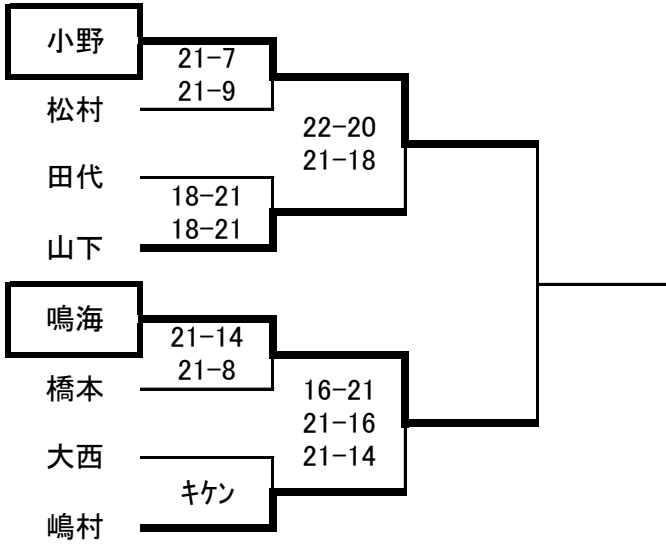 小野
21-7
21-9
松村
22-20
21-18
田代
18-21
18-21
山下
鳴海
21-14
21-8
橋本
16-21
21-16
21-14
大西
ｷｹﾝ
嶋村